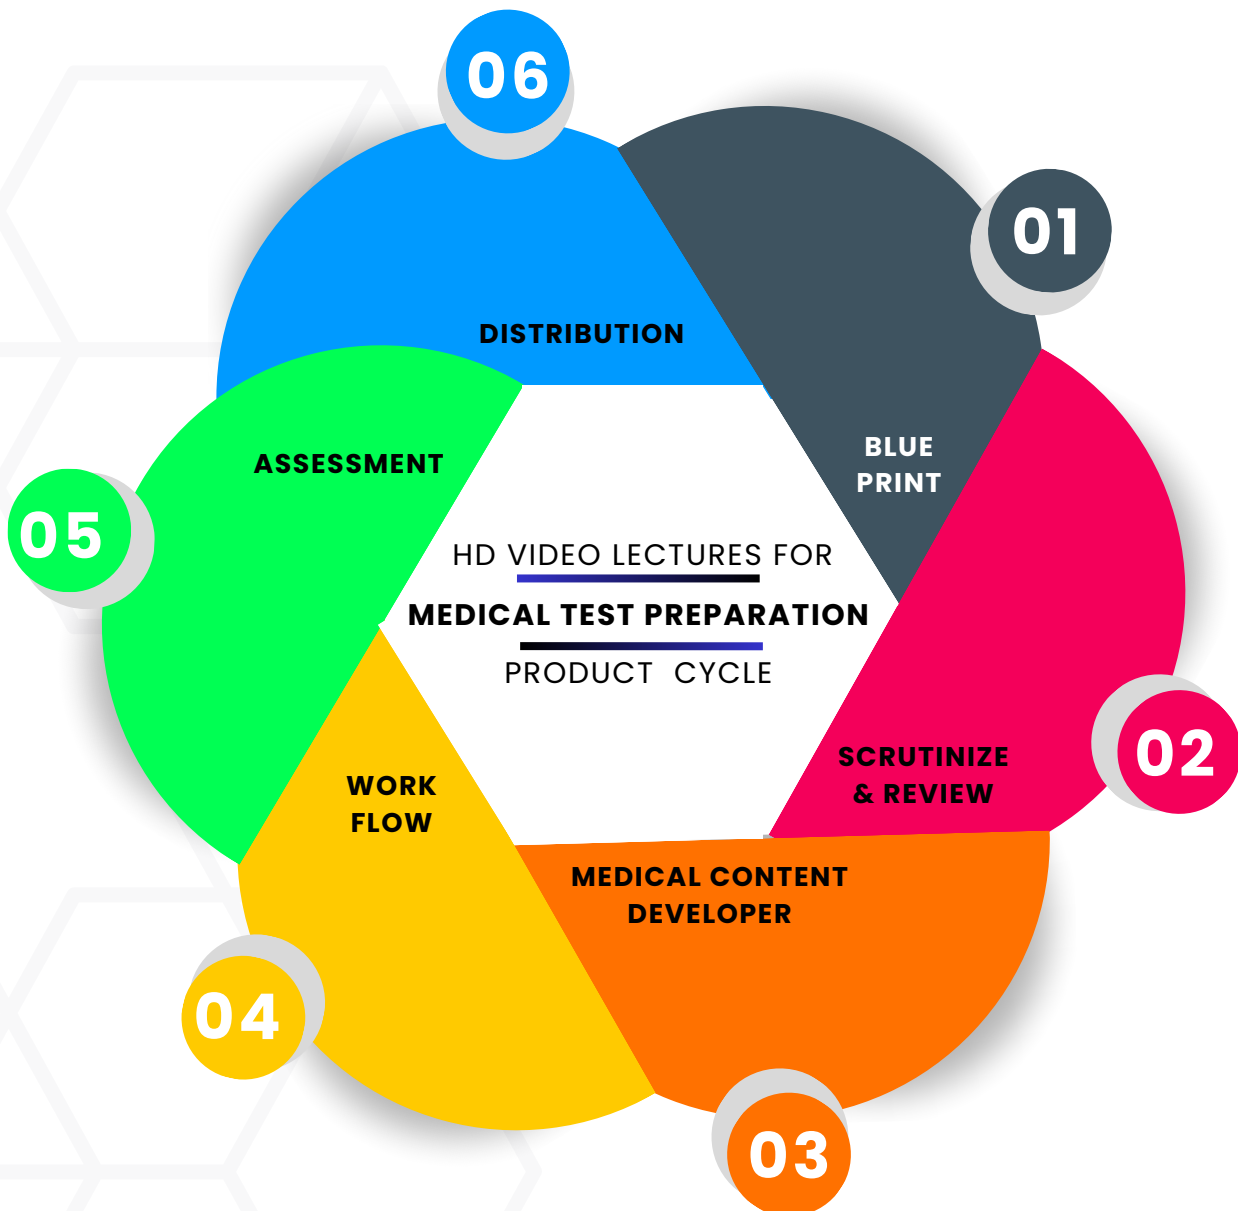 06
01
DISTRIBUTION
BLUE
PRINT
ASSESSMENT
05
HD VIDEO LECTURES FOR
MEDICAL TEST PREPARATION
PRODUCT CYCLE
SCRUTINIZE
& REVIEW
02
WORK
FLOW
MEDICAL CONTENT
DEVELOPER
04
03